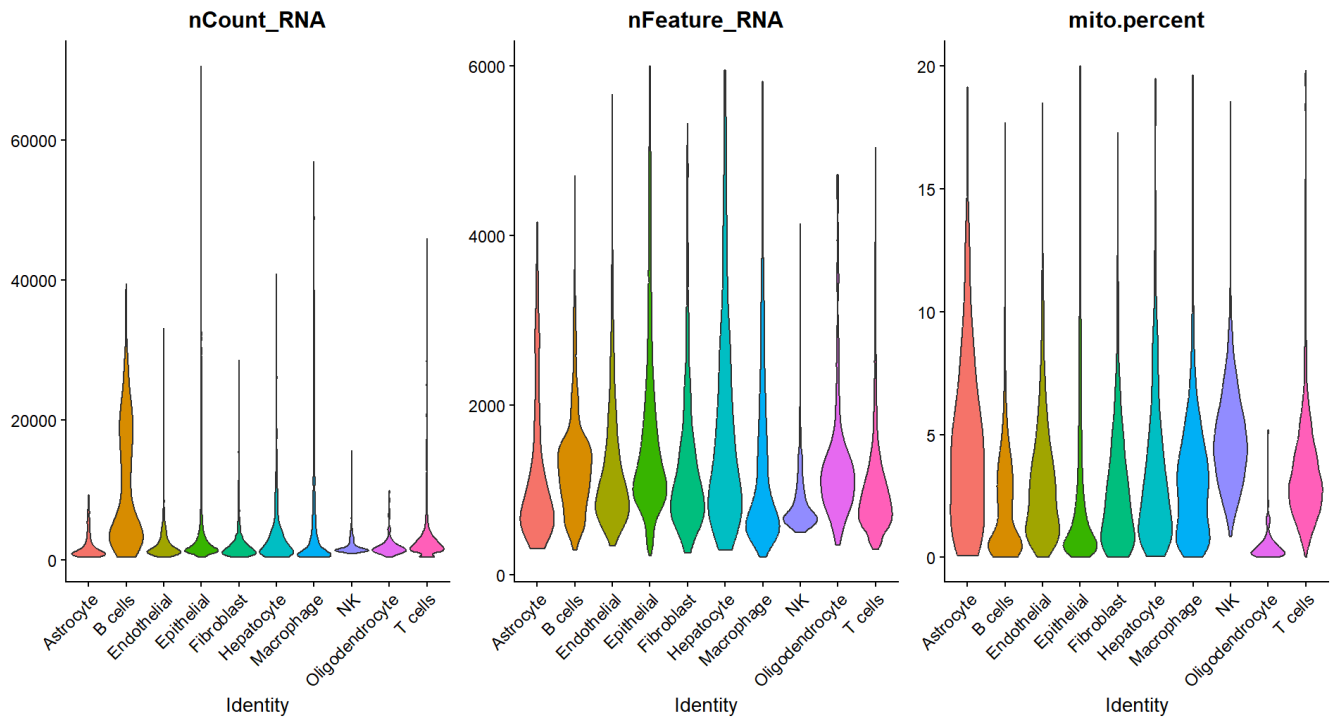 nCount_RNA
60000
40000
20000
0
Astrocyte
B cells
Endothelial
Epithelial
Fibroblast
Hepatocyte
Macrophage
NK
Oligodendrocyte
T cells
Identity
nFeature_RNA
6000
4000
2000
0
Astrocyte
B cells
Endothelial
Epithelial
Fibroblast
Hepatocyte
Macrophage
NK
Oligodendrocyte
T cells
Identity
mito.percent
20
15
10
5
0
Astrocyte
B cells
Endothelial
Epithelial
Fibroblast
Hepatocyte
Macrophage
NK
Oligodendrocyte
T cells
Identity